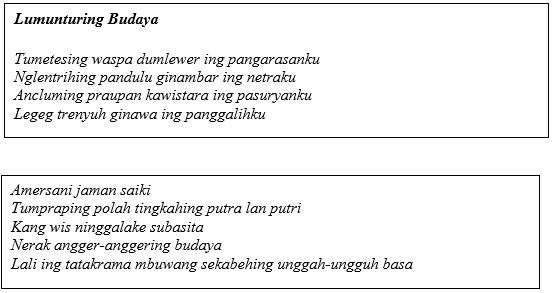 Lumunturing Budaya
Tumetesing waspa dumlewer ing pangarasanku
Nglentrihing pandulu ginambar ing netraku
Ancluming praupan kawistara ing pasuryanku
Legeg trenyuh ginawa ing panggalihku
Amersani jaman saiki
Tumpraping polah tingkahing putra lan putri
Kang wis ninggalake subasita
Nerak angger-anggering budaya
Lali ing tatakrama mbuwang sekabehing unggah-ungguh basa